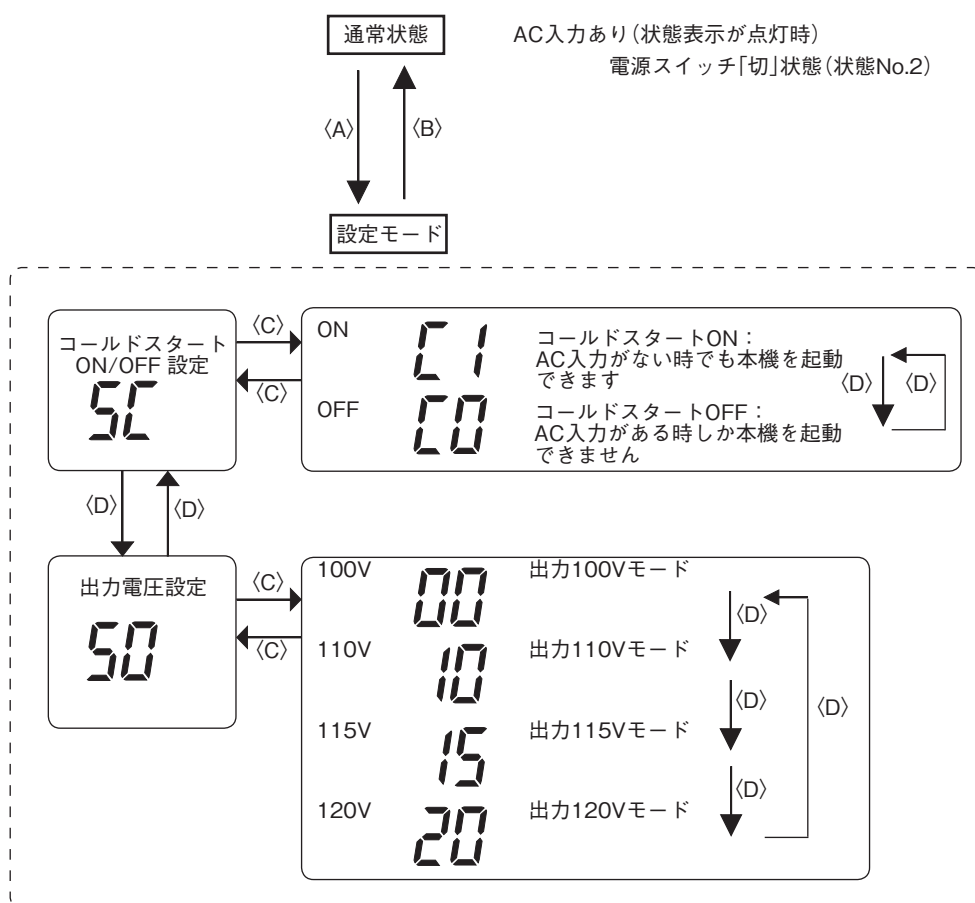 通常状態
AC入力あり(状態表示が点灯時)
電源スイッチ「切」状態(状態No.2)
〈A〉
〈B〉
設定モード
コールドスタート
ON/OFF 設定
SC
〈C〉
〈C〉
ON
C1
コールドスタートON:
AC入力がない時でも本機を起動
できます
OFF
C0
コールドスタートOFF:
AC入力がある時しか本機を起動
できません
〈D〉
〈D〉
〈D〉
〈D〉
出力電圧設定
SO
〈C〉
〈C〉
100V
00
出力100Vモード
110V
10
出力110Vモード
115V
15
出力115Vモード
120V
20
出力120Vモード
〈D〉
〈D〉
〈D〉
〈D〉